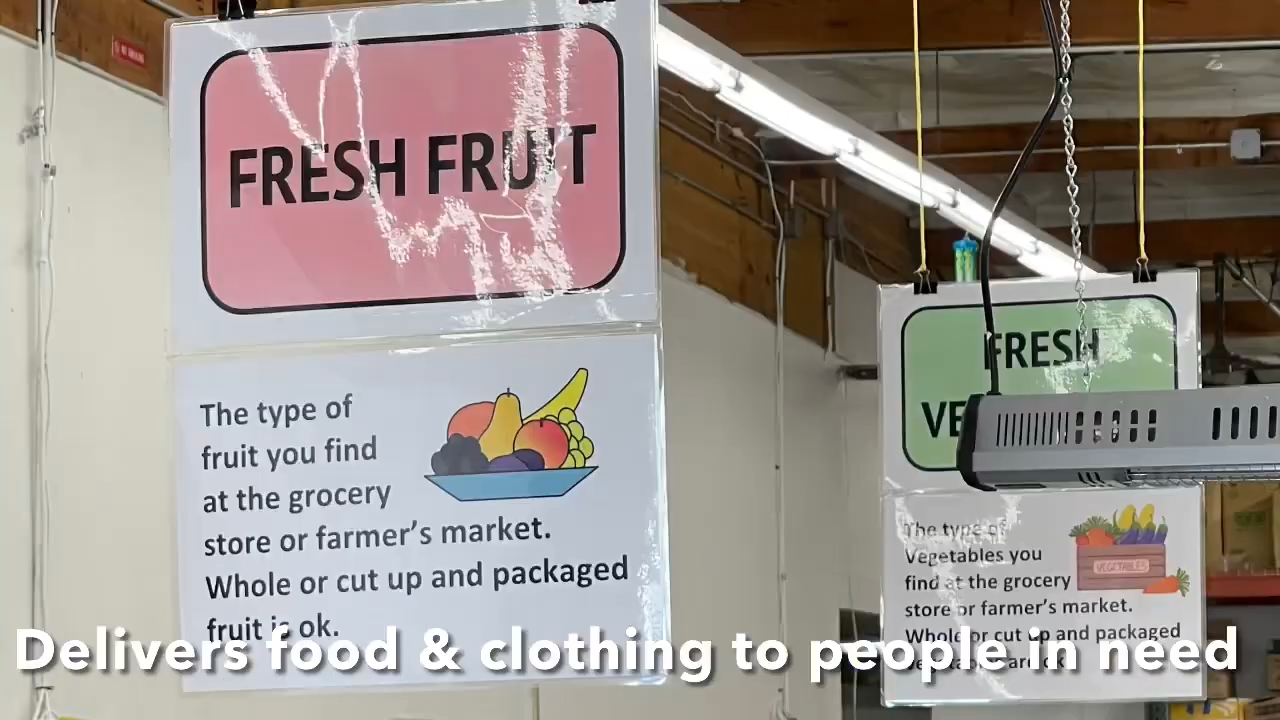 FRESH FRUIT
The type of
fruit you find
at the grocery
store or farmer's market.
Whole or cut up and packaged
fruit is ok.
FRESH
The type of
Vegetables you
find at the grocery
store or farmer's market.
Whole or cut up and packaged
VEGETABLES
Delivers food & clothing to people in need